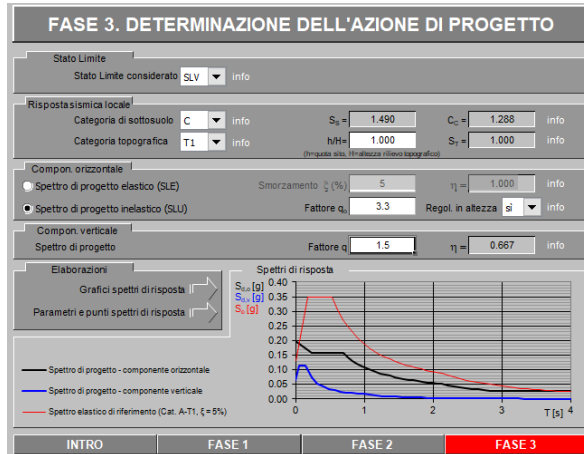 FASE 3. DETERMINAZIONE DELL'AZIONE DI PROGETTO
Stato Limite
Stato Limite considerato SLV info
Risposta sismica locale
Categoria di sottosuolo C info S_S = 1.490 C_C = 1.288 info
Categoria topografica T1 info h/H= 1.000 S_T = 1.000 info
(h=quota sito, H=altezza rilievo topografico)
Compon. orizzontale
Spettro di progetto elastico (SLE) Smorzamento ξ (%) 5 η = 1.000 info
Spettro di progetto inelastico (SLU) Fattore q_o 3.3 Regol. in altezza sì info
Compon. verticale
Spettro di progetto Fattore q 1.5 η = 0.667 info
Elaborazioni
Grafici spettri di risposta
Parametri e punti spettri di risposta
Spettri di risposta
S_d,o [g]
S_d,v [g]
S_e [g]
0.40
0.35
0.30
0.25
0.20
0.15
0.10
0.05
0.00
0 1 2 3 4
T [s]
Spettro di progetto - componente orizzontale
Spettro di progetto - componente verticale
Spettro elastico di riferimento (Cat. A-T1, ξ = 5%)
INTRO FASE 1 FASE 2 FASE 3